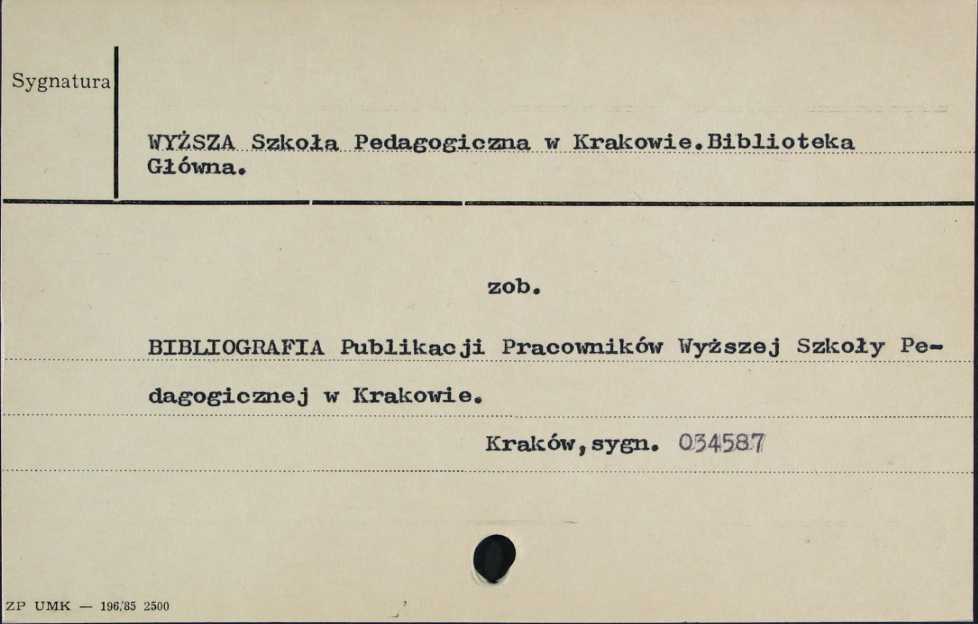 Sygnatura
WYŻSZA Szkoła Pedagogiczna w Krakowie.Biblioteka
Główna.
zob.
BIBLIOGRAFIA Publikacji Pracowników Wyższej Szkoły Pe-
dagogicznej w Krakowie.
Kraków,sygn. 034587
ZP UMK — 196/85 2500